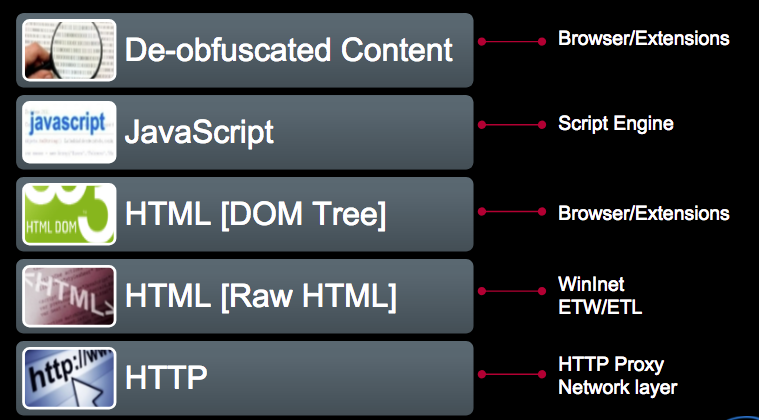 De-obfuscated Content
Browser/Extensions
javascript
JavaScript
Script Engine
HTML DOM
HTML [DOM Tree]
Browser/Extensions
<HTML>
HTML [Raw HTML]
WinInet
ETW/ETL
http://www
HTTP
HTTP Proxy
Network layer